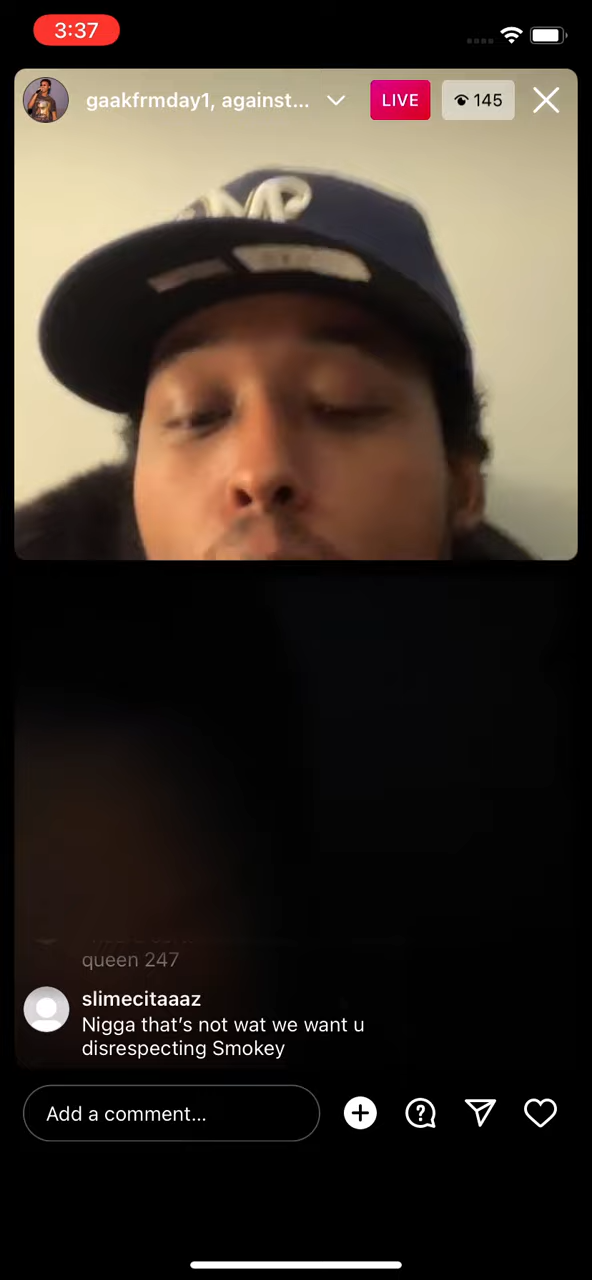 3:37
gaakfrmday1, against...
LIVE
145
queen 247
slimecitaaaz
Nigga that's not wat we want u
disrespecting Smokey
Add a comment...